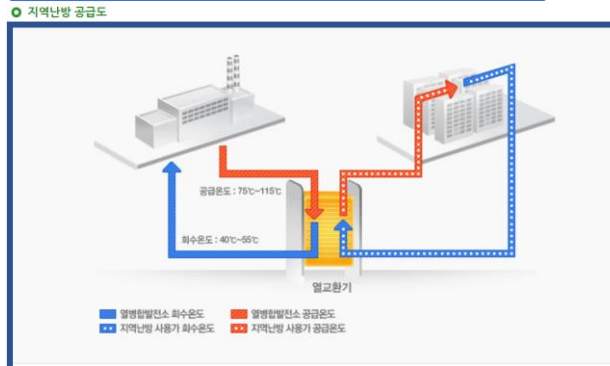 지역난방 공급도
공급온도 : 75℃~115℃
회수온도 : 40℃~55℃
열교환기
열병합발전소 회수온도
열병합발전소 공급온도
지역난방 사용가 회수온도
지역난방 사용가 공급온도